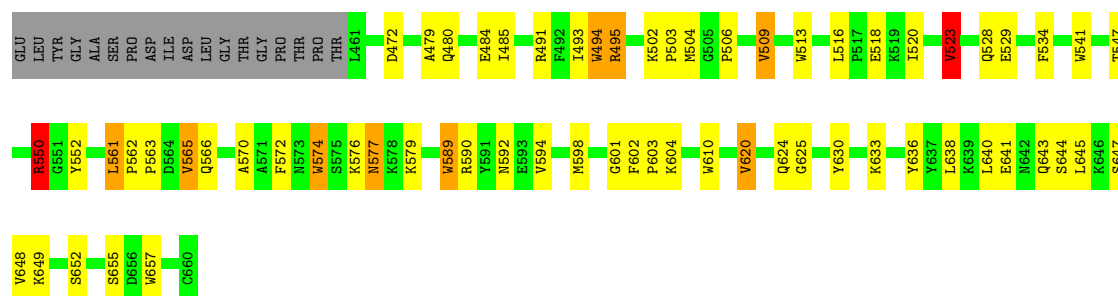 GLU LEU TYR GLY ALA SER PRO ASP ILE ASP LEU GLY THR GLY PRO THR PRO THR L461 D472 A479 Q480 E484 I485 R491 F492 I493 W494 R495 K502 P503 M504 G505 P506 V509 W513 L516 P517 E518 K519 I520 V523 Q528 E529 F534 W541 T547
R550 G551 Y552 L561 P562 P563 D564 V565 Q566 A570 A571 F572 N573 W574 S575 K576 N577 K578 K579 W589 R590 Y591 N592 E593 V594 M598 G601 F602 P603 K604 W610 V620 Q624 G625 Y630 K633 Y636 Y637 L638 K639 L640 E641 N642 Q643 S644 L645 K646 S647
V648 K649 S652 S655 D656 W657 C660